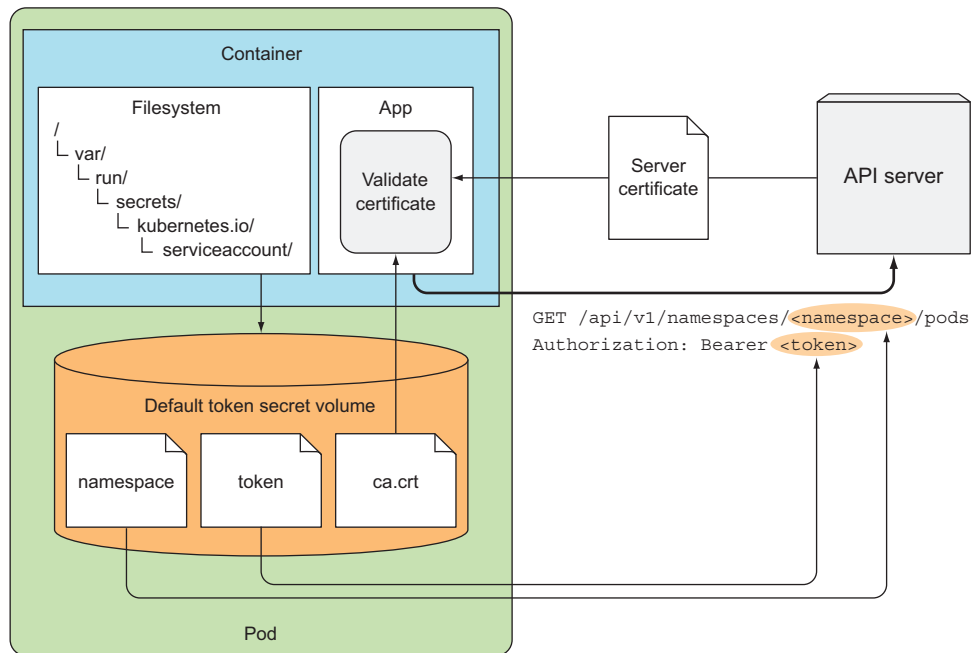 Container
Filesystem
/
var/
run/
secrets/
kubernetes.io/
serviceaccount/
App
Validate
certificate
Server
certificate
API server
GET /api/v1/namespaces/<namespace>/pods
Authorization: Bearer <token>
Default token secret volume
namespace
token
ca.crt
Pod